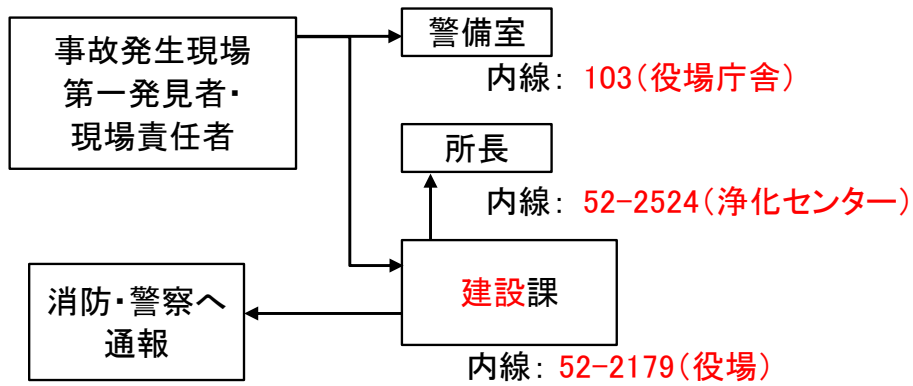 事故発生現場
第一発見者・
現場責任者
警備室
内線： 103(役場庁舎)
所長
内線： 52-2524(浄化センター)
建設課
内線： 52-2179(役場)
消防・警察へ
通報